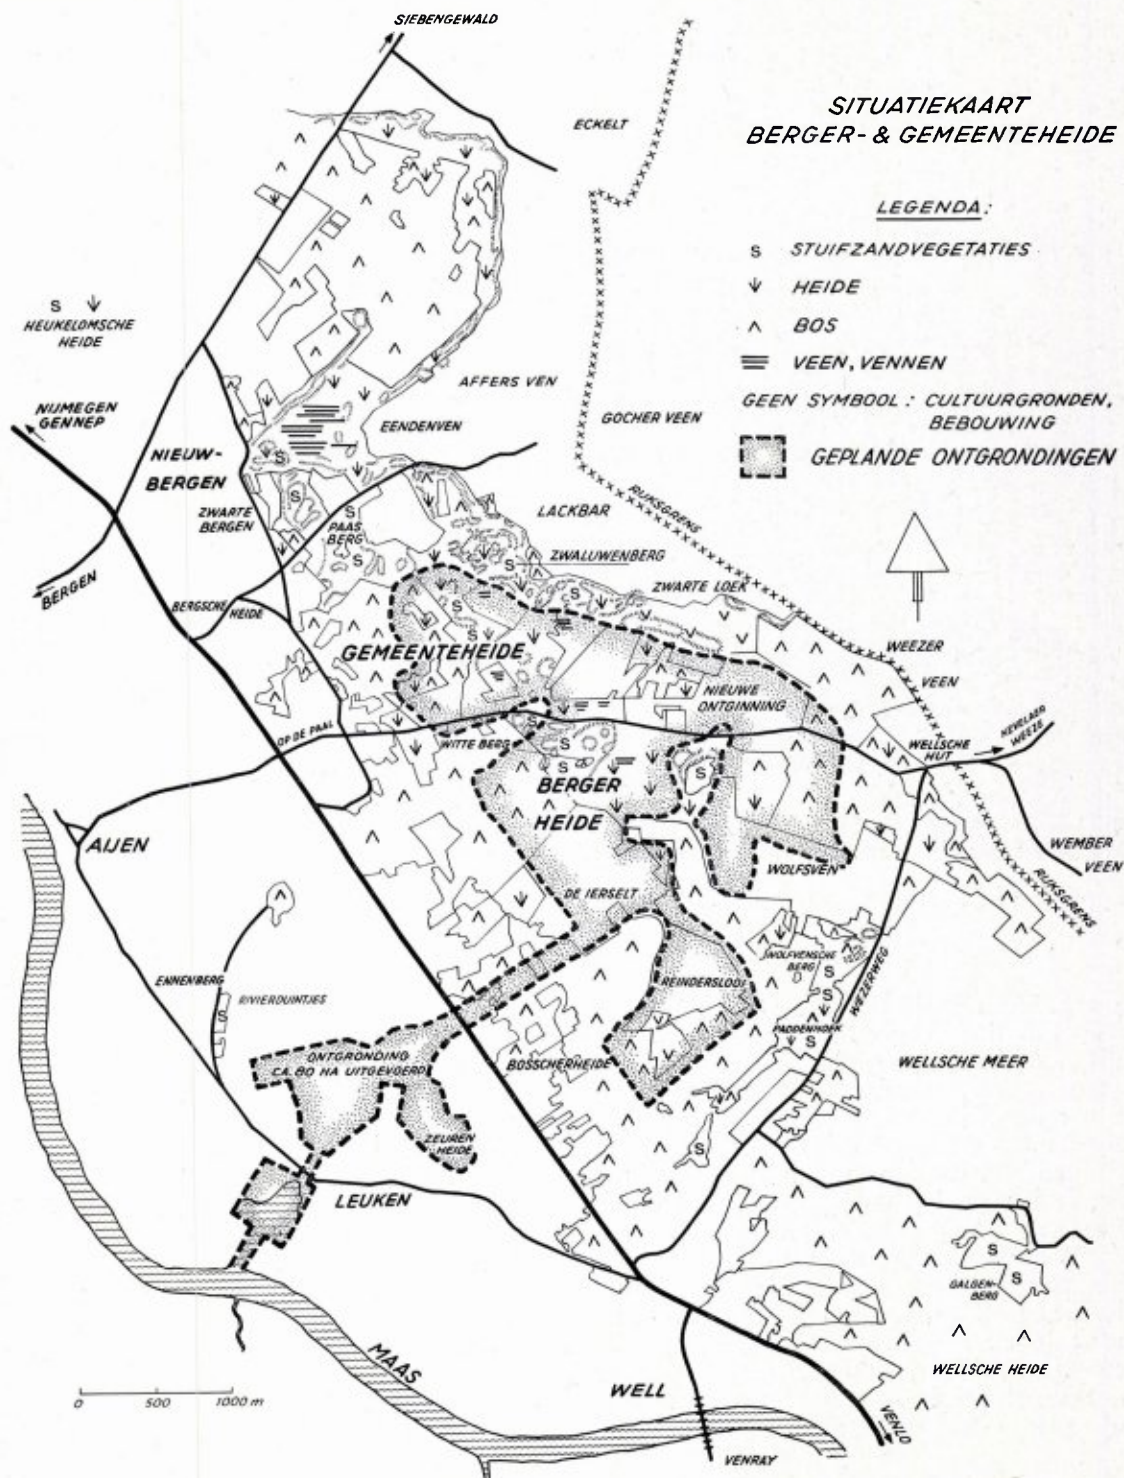 SIEBENGEWALD
ECKELT
SITUATIEKAART
BERGER- & GEMEENTEHEIDE
LEGENDA:
S STUIFZANDVEGETATIES
HEIDE
BOS
VEEN, VENNEN
GEEN SYMBOOL: CULTUURGRONDEN,
BEBOUWING
GEPLANDE ONTGRONDINGEN
S
HEUKELOMSCHE
HEIDE
NIJMEGEN
GENNEP
AFFERS VEN
EENDENVEN
GOCHER VEEN
NIEUW-
BERGEN
ZWARTE
BERGEN
PAAS
BERG
LACKBAR
RIJKSGRENS
ZWALUWENBERG
ZWARTE LOEK
BERGEN
BERGSCHE HEIDE
GEMEENTEHEIDE
WEEZER
VEEN
NIEUWE
ONTGINNING
OP DE PAAL
WITTE BERG
WELLSCHE
HUT
KEVELAER
WEEZE
BERGER
HEIDE
AIJEN
WEMBER
VEEN
WOLFSVEN
RIJKSGRENS
DE IERSELT
WOLFVENSCHE
BERG
ENNENBERG
RIVIERDUINTJES
REINDERSLOOI
WEZERWEG
PADDENHOEK
ONTGRONDING
CA. 80 HA UITGEVOERD
BOSSCHERHEIDE
WELLSCHE MEER
ZEUREN
HEIDE
LEUKEN
GALGEN-
BERG
MAAS
WELLSCHE HEIDE
WELL
VENLO
VENRAY
0 500 1000 m